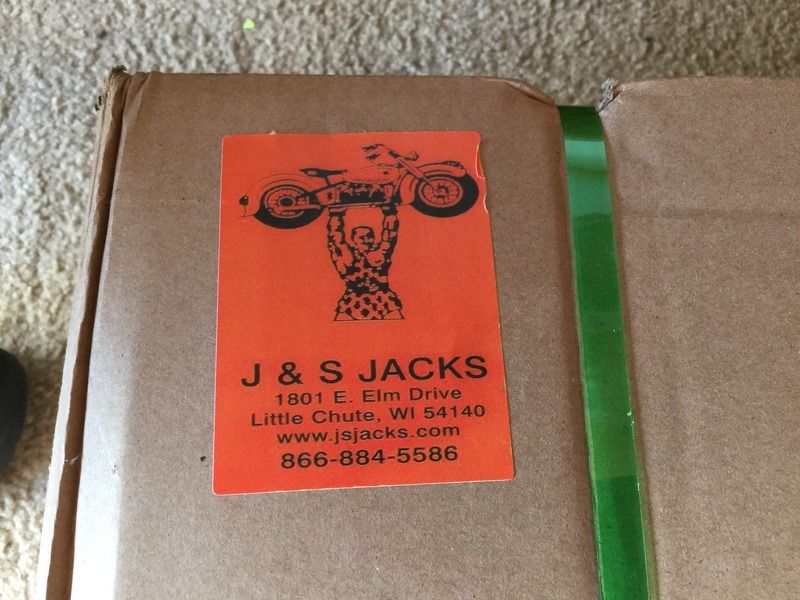 J & S JACKS
1801 E. Elm Drive
Little Chute, WI 54140
www.jsjacks.com
866-884-5586